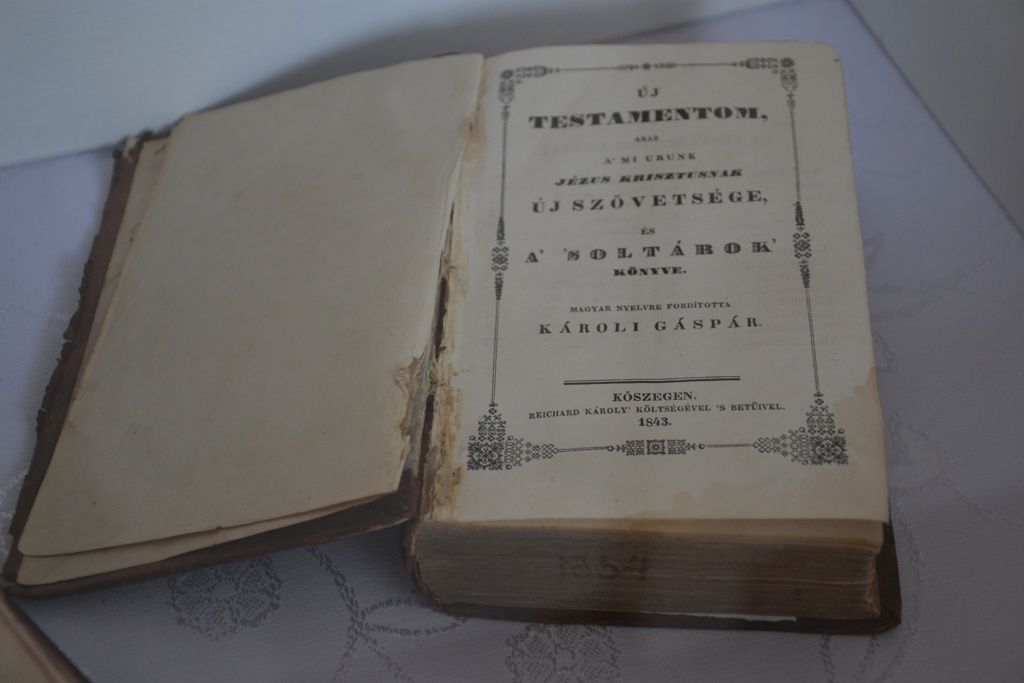 ÚJ
TESTAMENTOM,
AZAZ
A' MI URUNK
JÉZUS KRISZTUSNAK
ÚJ SZÖVETSÉGE,
ÉS
A' 'SOLTÁROK'
KÖNYVE.
MAGYAR NYELVRE FORDÍTOTTA
KÁROLI GÁSPÁR.
KŐSZEGEN.
REICHARD KÁROLY' KÖLTSÉGÉVEL 'S BETŰIVEL.
1843.
1854